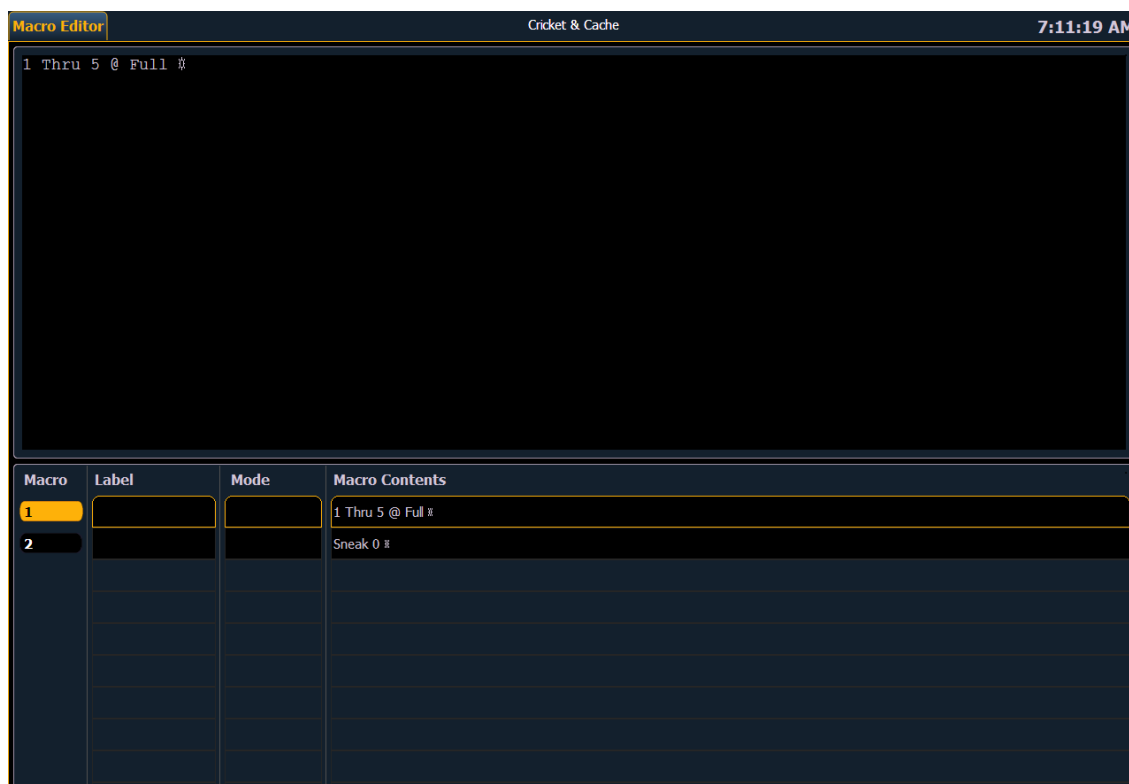 Macro Editor Cricket & Cache 7:11:19 AM
1 Thru 5 @ Full ⌗
Macro Label Mode Macro Contents
1 1 Thru 5 @ Full ⌗
2 Sneak 0 ⌗